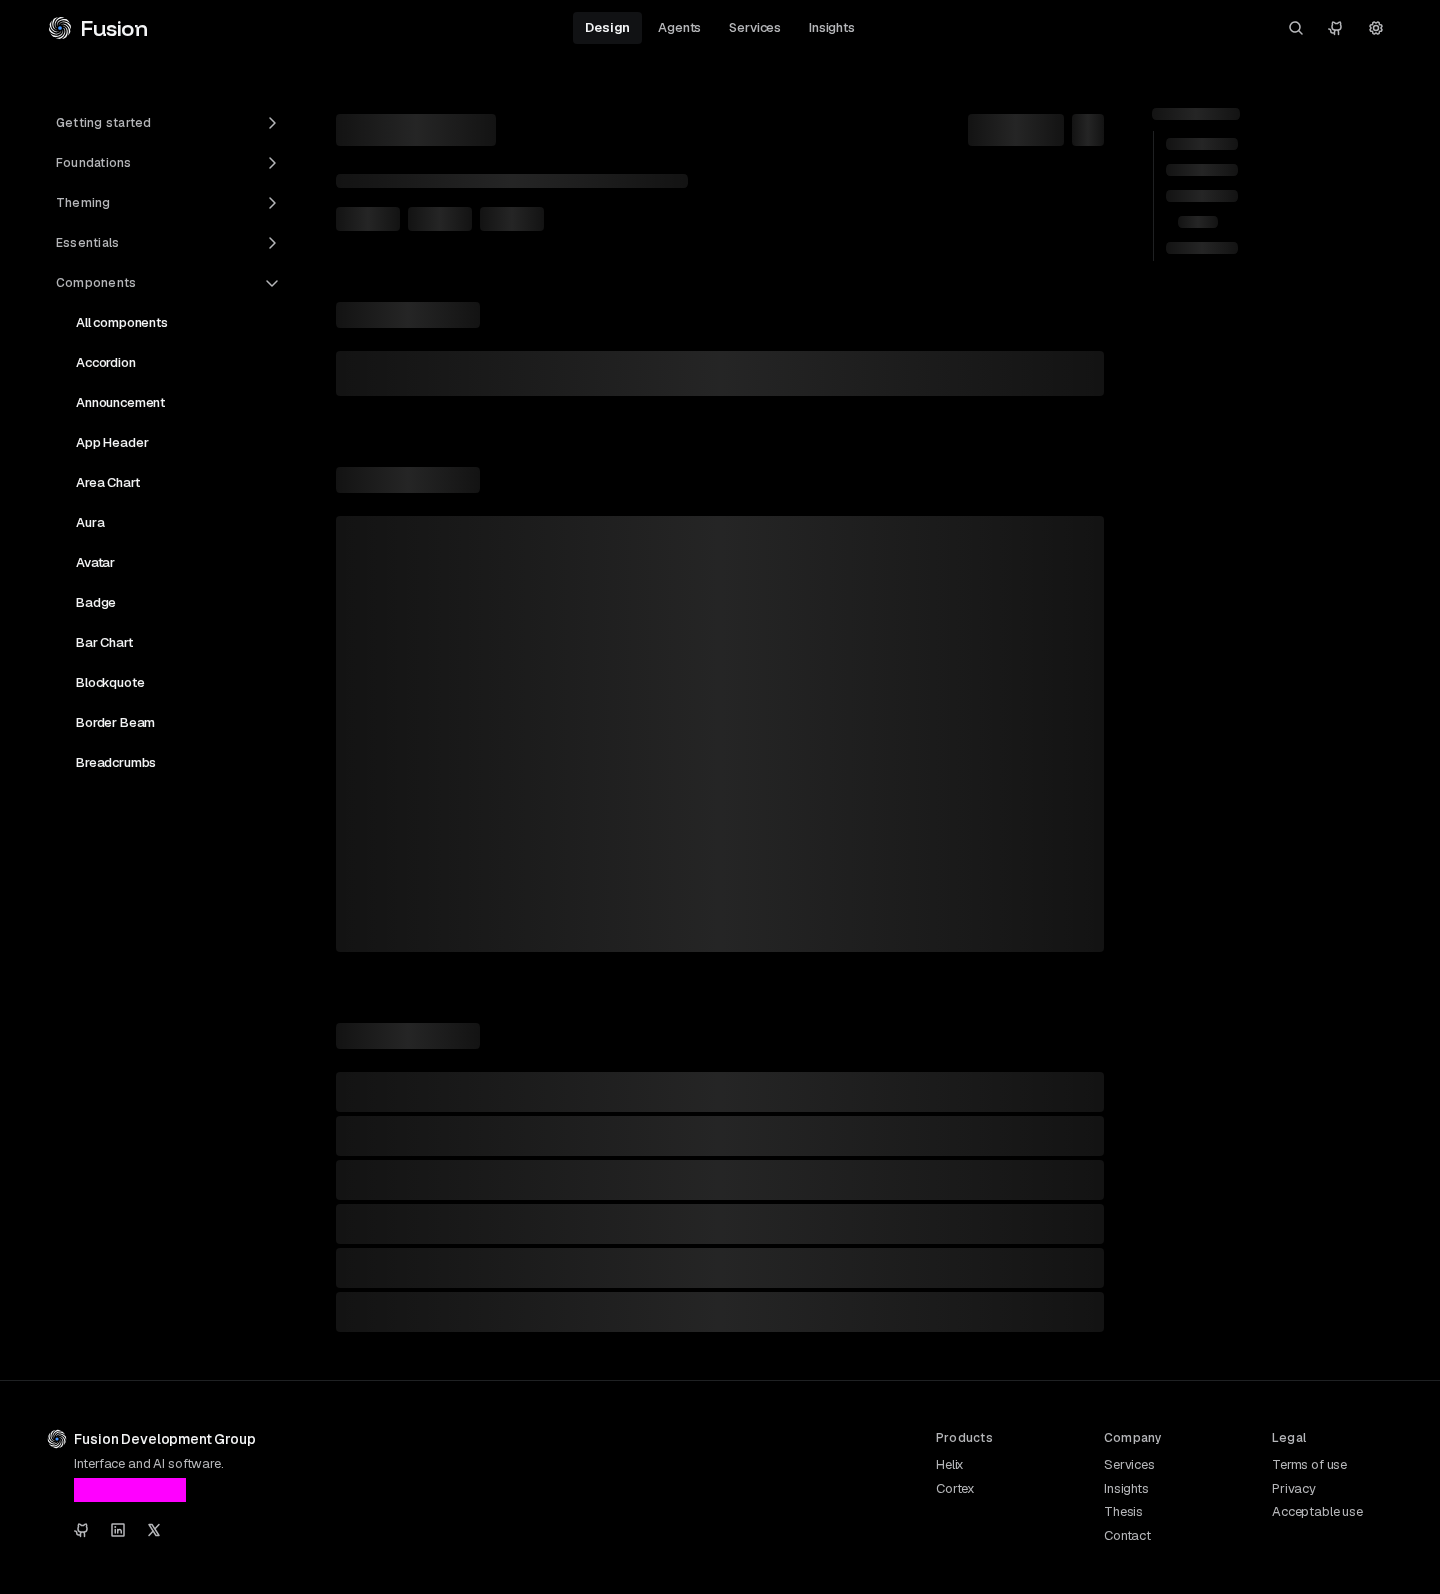 Fusion
Design
Agents
Services
Insights
Getting started
Foundations
Theming
Essentials
Components
All components
Accordion
Announcement
App Header
Area Chart
Aura
Avatar
Badge
Bar Chart
Blockquote
Border Beam
Breadcrumbs
Fusion Development Group
Interface and AI software.
Products
Helix
Cortex
Company
Services
Insights
Thesis
Contact
Legal
Terms of use
Privacy
Acceptable use